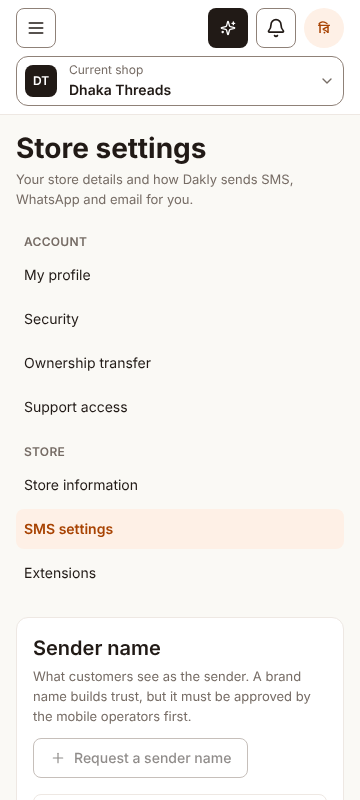 রি
DT
Current shop
Dhaka Threads
Store settings
Your store details and how Dakly sends SMS,
WhatsApp and email for you.
ACCOUNT
My profile
Security
Ownership transfer
Support access
STORE
Store information
SMS settings
Extensions
Sender name
What customers see as the sender. A brand
name builds trust, but it must be approved by
the mobile operators first.
Request a sender name